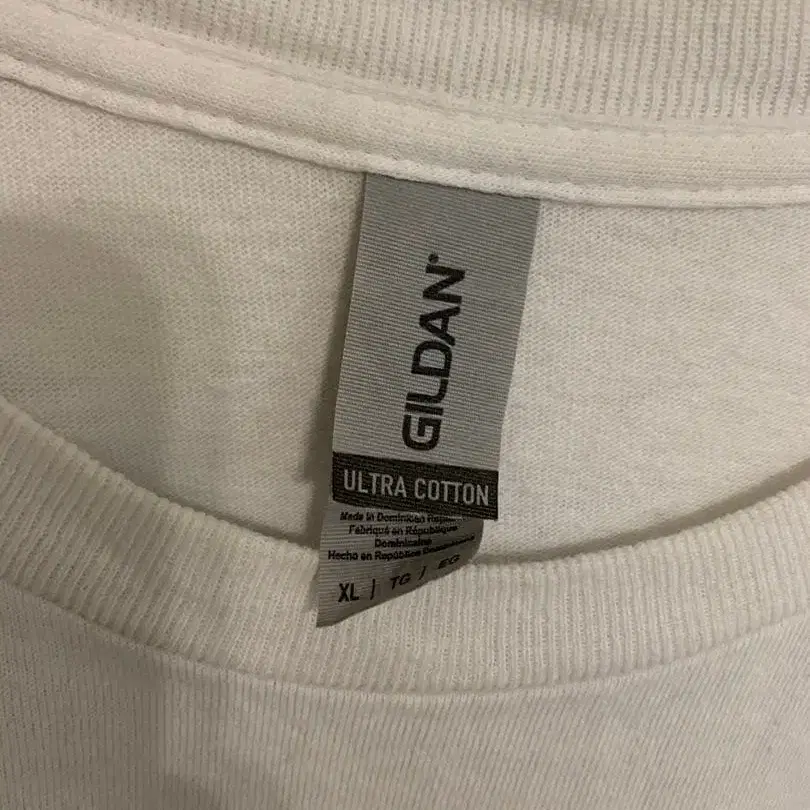 GILDAN®
ULTRA COTTON
Made in Dominican Republic
Fabriqué en République
Dominicaine
Hecho en República Dominicana
XL | TG | EG